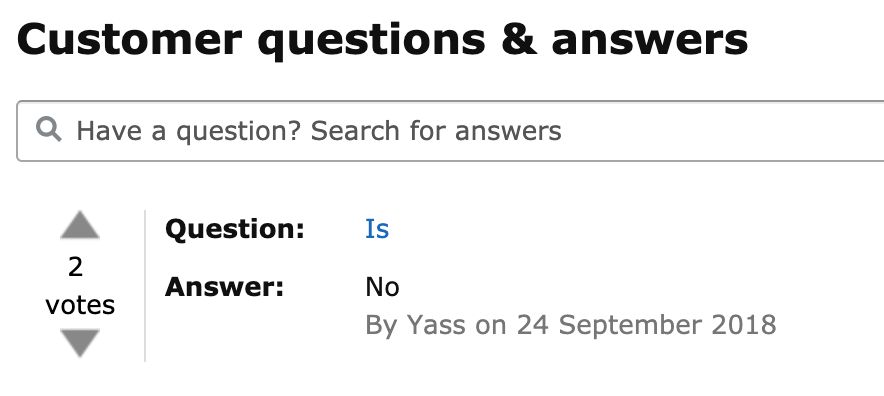 Customer questions & answers
Have a question? Search for answers
2
votes
Question: Is
Answer: No
By Yass on 24 September 2018